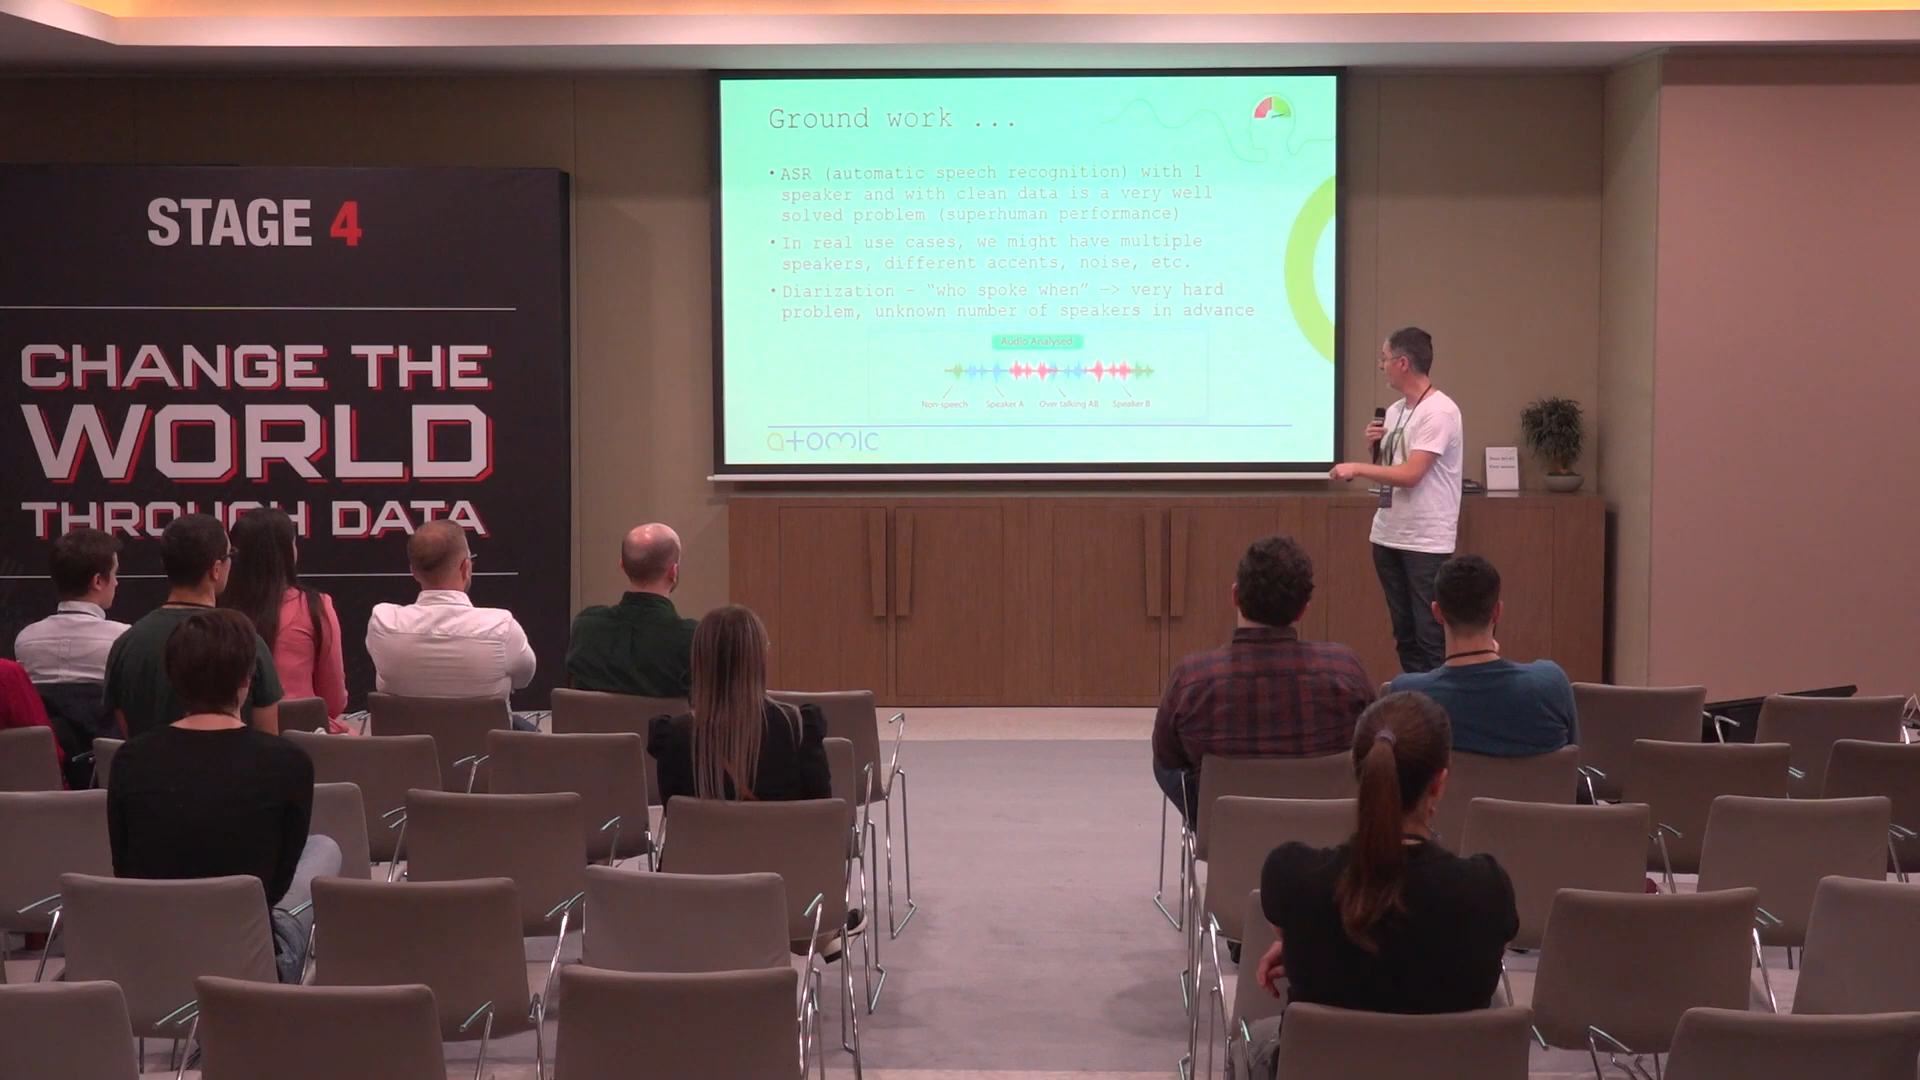 STAGE 4
CHANGE THE
WORLD
THROUGH DATA
Ground work ...
• ASR (automatic speech recognition) with 1
speaker and with clean data is a very well
solved problem (superhuman performance)
• In real use cases, we might have multiple
speakers, different accents, noise, etc.
• Diarization – “who spoke when” –> very hard
problem, unknown number of speakers in advance
Audio Analysed
Non-speech Speaker A Over talking AB Speaker B
atomic